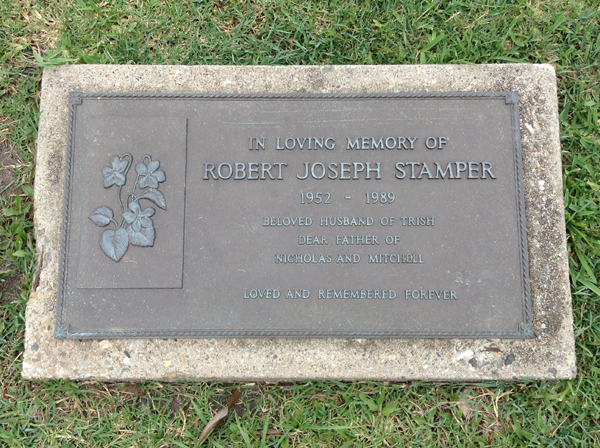 IN LOVING MEMORY OF
ROBERT JOSEPH STAMPER
1952 - 1989
BELOVED HUSBAND OF TRISH
DEAR FATHER OF
NICHOLAS AND MITCHELL
LOVED AND REMEMBERED FOREVER